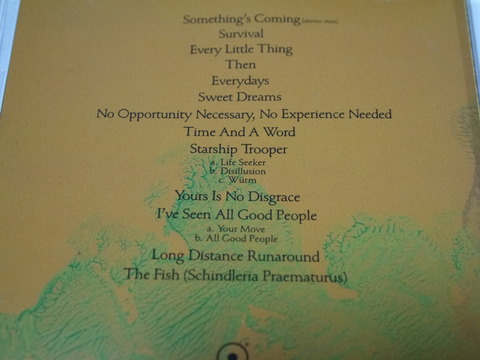 Something's Coming (stereo mix)
Survival
Every Little Thing
Then
Everydays
Sweet Dreams
No Opportunity Necessary, No Experience Needed
Time And A Word
Starship Trooper
a. Life Seeker
b. Disillusion
c. Würm
Yours Is No Disgrace
I've Seen All Good People
a. Your Move
b. All Good People
Long Distance Runaround
The Fish (Schindleria Praematurus)